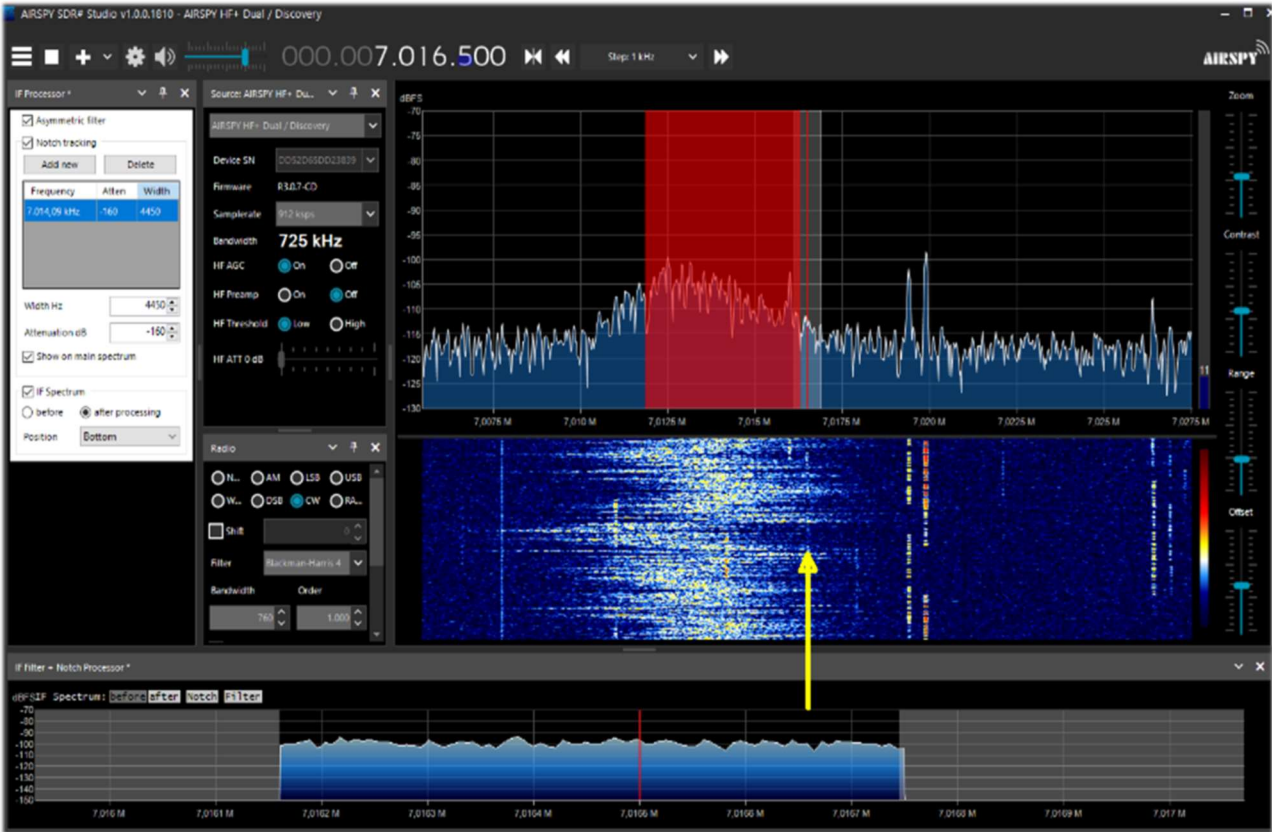 AIRSPY SDR# Studio v1.0.0.1810 - AIRSPY HF+ Dual / Discovery
000.007.016.500
Step: 1 kHz
AIRSPY
IF Processor *
Asymmetric filter
Notch tracking
Add new Delete
Frequency Atten Width
7.014,09 kHz -160 4450
Width Hz 4450
Attenuation dB -160
Show on main spectrum
IF Spectrum
before after processing
Position Bottom
Source: AIRSPY HF+ Du...
AIRSPY HF+ Dual / Discovery
Device SN
Firmware R3.0.7-CD
Samplerate 912 ksps
Bandwidth 725 kHz
HF AGC On Off
HF Preamp On Off
HF Threshold Low High
HF ATT 0 dB
Radio
N... AM LSB USB
W... DSB CW RA...
Shift 0
Filter Blackman-Harris 4
Bandwidth Order
760 1.000
dBFS
-70
-75
-80
-85
-90
-95
-100
-105
-110
-115
-120
-125
-130
7,0075 M 7,010 M 7,0125 M 7,015 M 7,0175 M 7,020 M 7,0225 M 7,025 M 7,0275 M
11
Zoom
Contrast
Range
Offset
IF Filter + Notch Processor *
dBFS IF Spectrum: before after Notch Filter
-70
-80
-90
-100
-110
-120
-130
-140
-150
7,016 M 7,0161 M 7,0162 M 7,0163 M 7,0164 M 7,0165 M 7,0166 M 7,0167 M 7,0168 M 7,0169 M 7,017 M